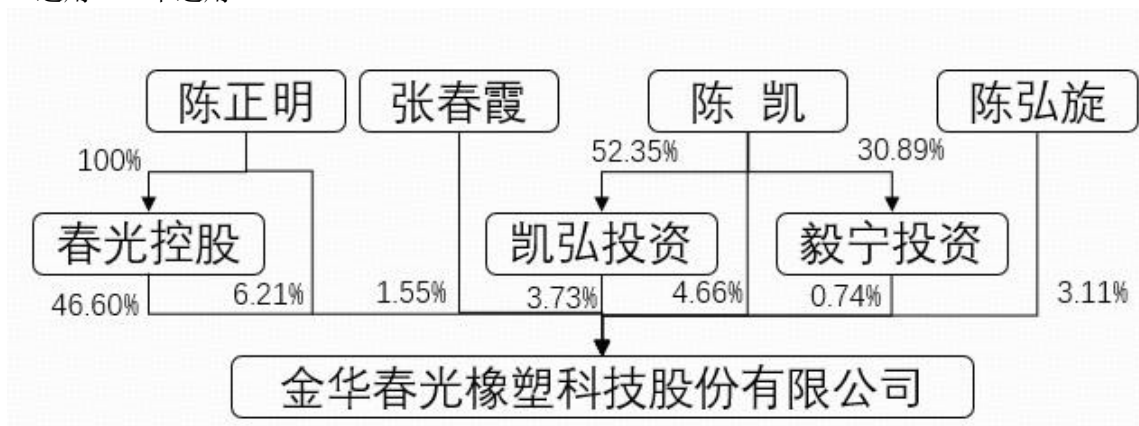 陈正明 张春霞 陈 凯 陈弘旋
100% 52.35% 30.89%
春光控股 凯弘投资 毅宁投资
46.60% 6.21% 1.55% 3.73% 4.66% 0.74% 3.11%
金华春光橡塑科技股份有限公司